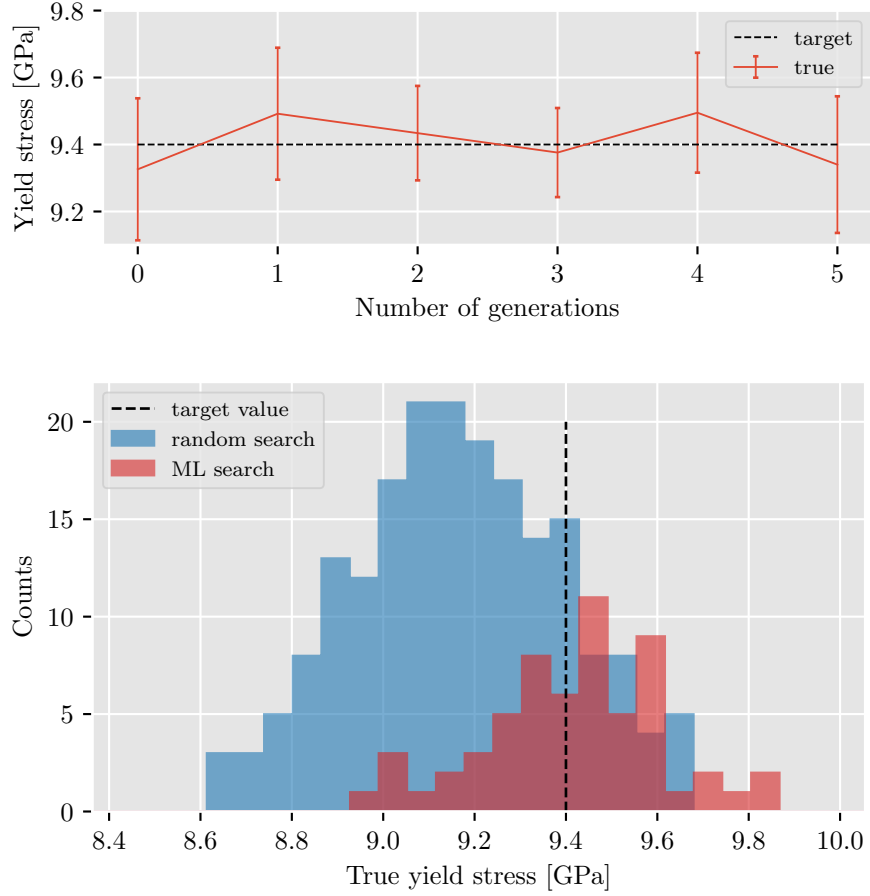 9.8
9.6
9.4
9.2
Yield stress [GPa]
target
true
0 1 2 3 4 5
Number of generations
20
15
10
5
0
Counts
target value
random search
ML search
8.4 8.6 8.8 9.0 9.2 9.4 9.6 9.8 10.0
True yield stress [GPa]